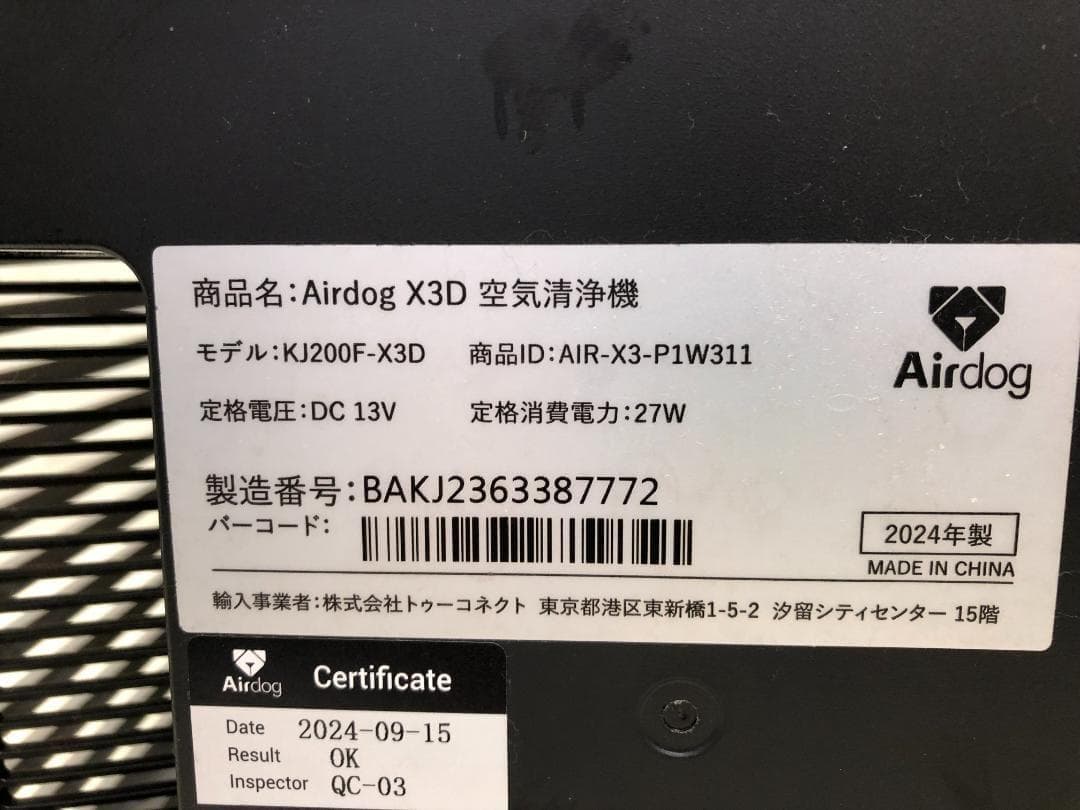 商品名：Airdog X3D 空気清浄機
モデル：KJ200F-X3D 商品ID：AIR-X3-P1W311
定格電圧：DC 13V 定格消費電力：27W
Airdog
製造番号：BAKJ2363387772
バーコード：
2024年製
MADE IN CHINA
輸入事業者：株式会社トゥーコネクト 東京都港区東新橋1-5-2 汐留シティセンター 15階
Airdog Certificate
Date 2024-09-15
Result OK
Inspector QC-03